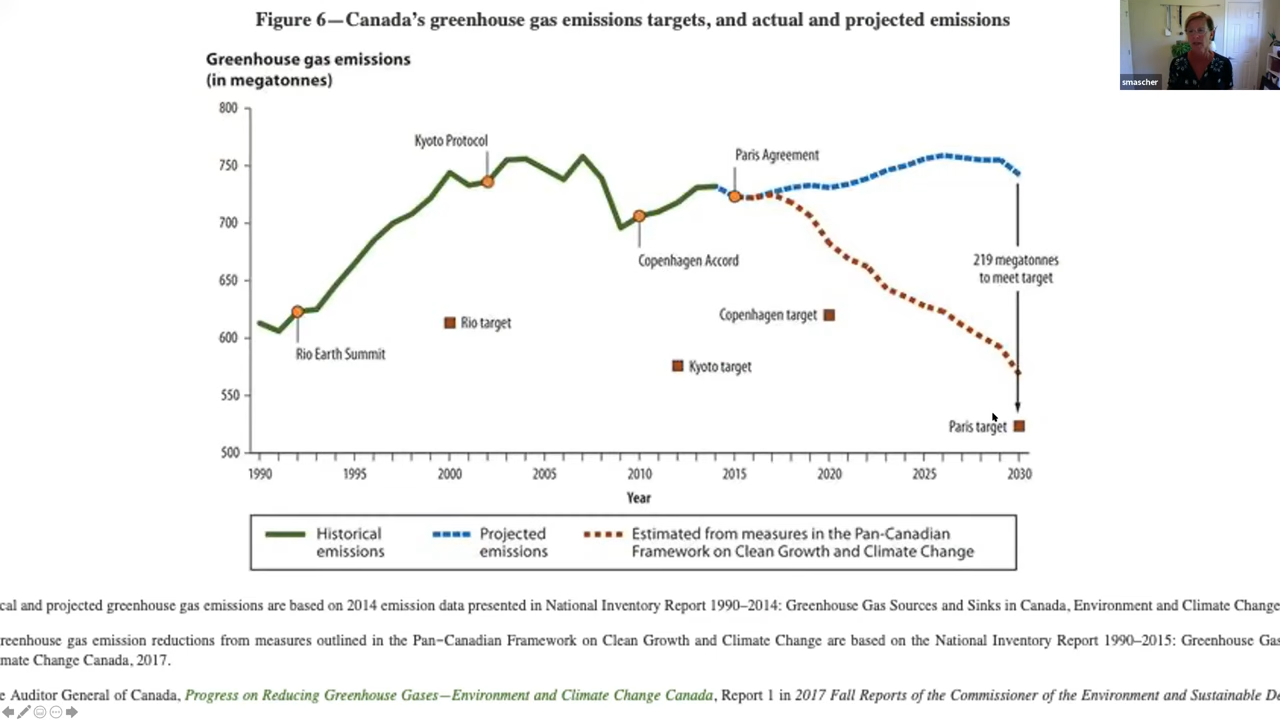 Figure 6—Canada's greenhouse gas emissions targets, and actual and projected emissions
smascher
Greenhouse gas emissions
(in megatonnes)
800
750
700
650
600
550
500
Kyoto Protocol
Paris Agreement
Copenhagen Accord
219 megatonnes
to meet target
Rio target
Copenhagen target
Rio Earth Summit
Kyoto target
Paris target
1990 1995 2000 2005 2010 2015 2020 2025 2030
Year
Historical
emissions
Projected
emissions
Estimated from measures in the Pan-Canadian
Framework on Clean Growth and Climate Change
cal and projected greenhouse gas emissions are based on 2014 emission data presented in National Inventory Report 1990–2014: Greenhouse Gas Sources and Sinks in Canada, Environment and Climate Change
reenhouse gas emission reductions from measures outlined in the Pan-Canadian Framework on Clean Growth and Climate Change are based on the National Inventory Report 1990–2015: Greenhouse Gas
mate Change Canada, 2017.
e Auditor General of Canada, Progress on Reducing Greenhouse Gases—Environment and Climate Change Canada, Report 1 in 2017 Fall Reports of the Commissioner of the Environment and Sustainable De